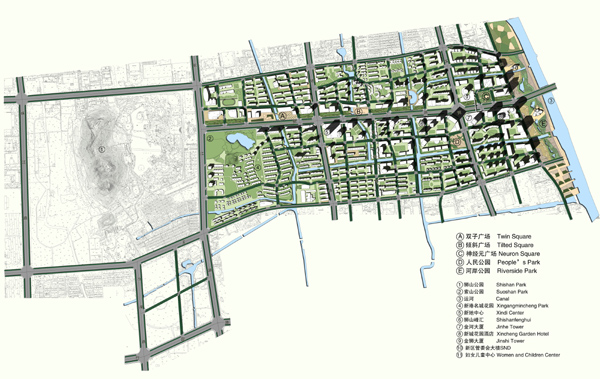 Ⓐ 双子广场 Twiin Square
Ⓑ 倾斜广场 Tilted Square
Ⓒ 神经元广场 Neuron Square
Ⓓ 人民公园 People"s Park
Ⓔ 河岸公园 Riverside Park
① 狮山公园 Shishan Park
② 索山公园 Suoshan Park
③ 运河 Canal
④ 新港名城花园 Xingangmincheng Park
⑤ 新地中心 Xindi Center
⑥ 狮山峰汇 Shishanfenghui
⑦ 金河大厦 Jinhe Tower
⑧ 新城花园酒店 Xincheng Garden Hotel
⑨ 金狮大厦 Jinshi Tower
⑩ 新区管委会大楼SND
⑪ 妇女儿童中心 Women and Children Center